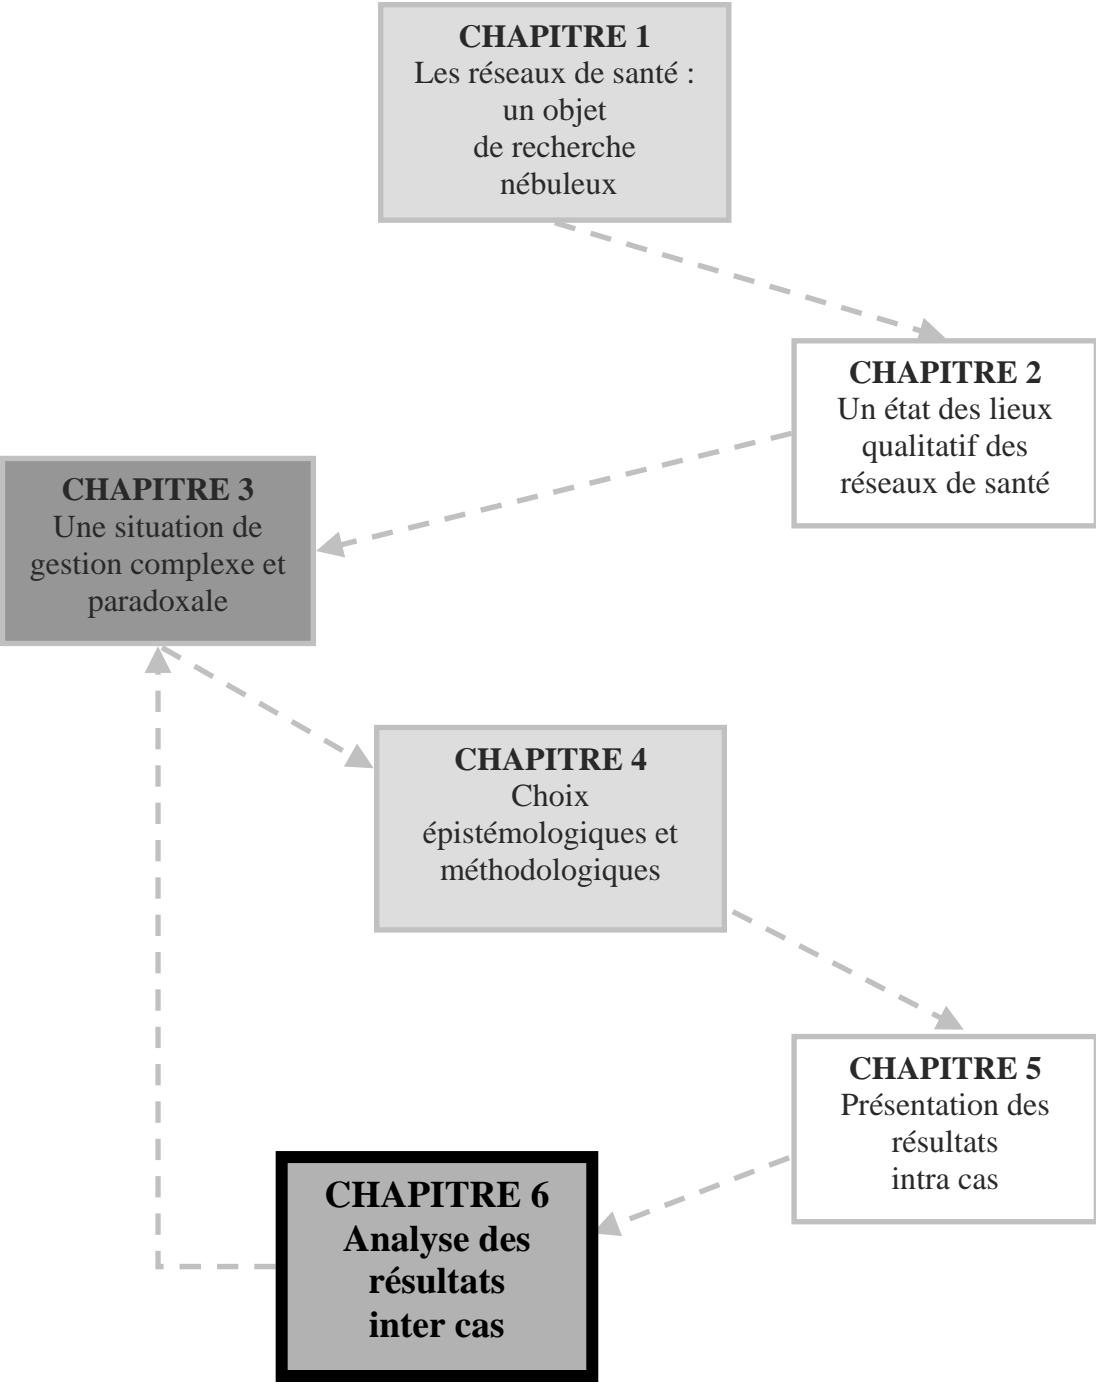 CHAPITRE 1
Les réseaux de santé :
un objet
de recherche
nébuleux
CHAPITRE 2
Un état des lieux
qualitatif des
réseaux de santé
CHAPITRE 3
Une situation de
gestion complexe et
paradoxale
CHAPITRE 4
Choix
épistémologiques et
méthodologiques
CHAPITRE 5
Présentation des
résultats
intra cas
CHAPITRE 6
Analyse des
résultats
inter cas